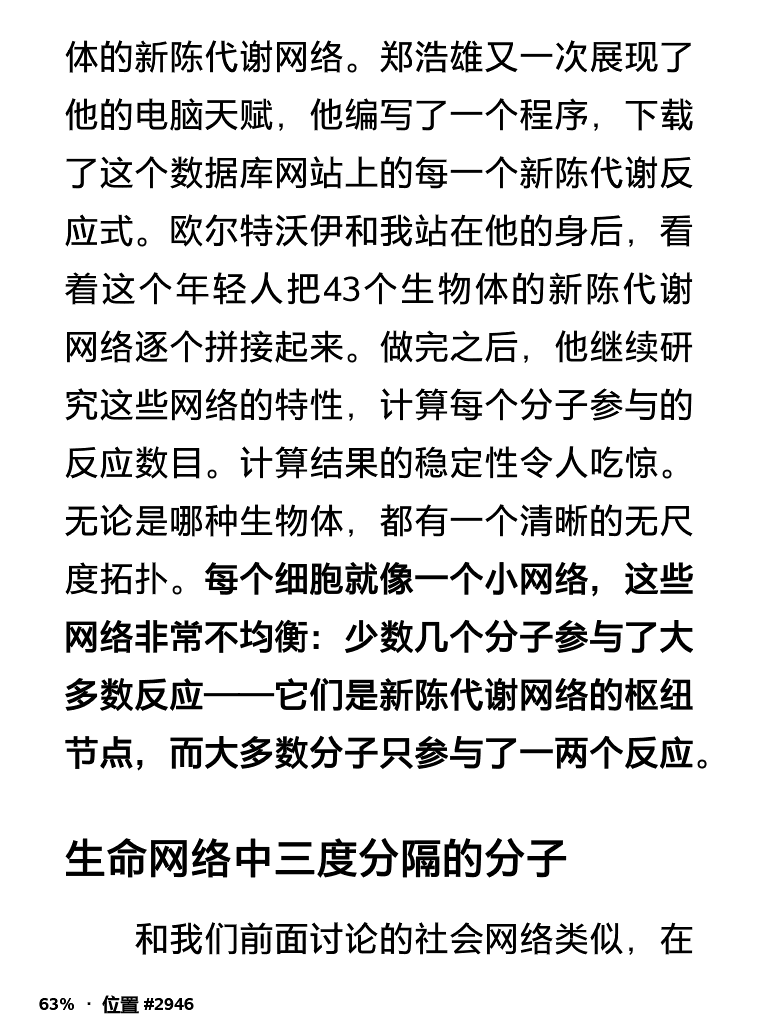 体的新陈代谢网络。郑浩雄又一次展现了
他的电脑天赋，他编写了一个程序，下载
了这个数据库网站上的每一个新陈代谢反
应式。欧尔特沃伊和我站在他的身后，看
着这个年轻人把43个生物体的新陈代谢
网络逐个拼接起来。做完之后，他继续研
究这些网络的特性，计算每个分子参与的
反应数目。计算结果的稳定性令人吃惊。
无论是哪种生物体，都有一个清晰的无尺
度拓扑。每个细胞就像一个小网络，这些
网络非常不均衡：少数几个分子参与了大
多数反应——它们是新陈代谢网络的枢纽
节点，而大多数分子只参与了一两个反应。
生命网络中三度分隔的分子
和我们前面讨论的社会网络类似，在
63% · 位置 #2946